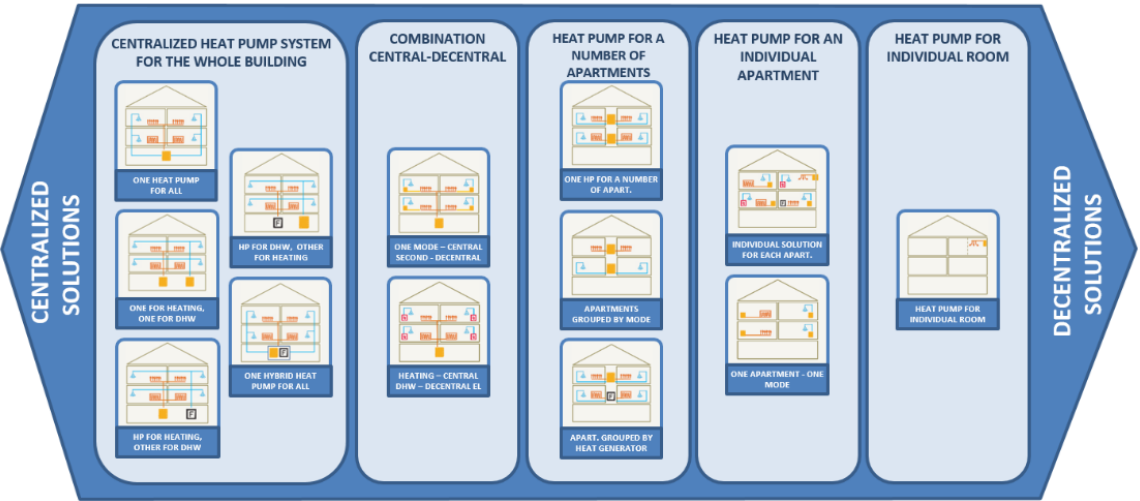 CENTRALIZED
SOLUTIONS
CENTRALIZED HEAT PUMP SYSTEM
FOR THE WHOLE BUILDING
ONE HEAT PUMP
FOR ALL
ONE FOR HEATING,
ONE FOR DHW
HP FOR HEATING,
OTHER FOR DHW
HP FOR DHW, OTHER
FOR HEATING
ONE HYBRID HEAT
PUMP FOR ALL
COMBINATION
CENTRAL-DECENTRAL
ONE MODE – CENTRAL
SECOND - DECENTRAL
HEATING – CENTRAL
DHW – DECENTRAL EL
HEAT PUMP FOR A
NUMBER OF
APARTMENTS
ONE HP FOR A NUMBER
OF APART.
APARTMENTS
GROUPED BY MODE
APART. GROUPED BY
HEAT GENERATOR
HEAT PUMP FOR AN
INDIVIDUAL
APARTMENT
INDIVIDUAL SOLUTION
FOR EACH APART.
ONE APARTMENT - ONE
MODE
HEAT PUMP FOR
INDIVIDUAL ROOM
HEAT PUMP FOR
INDIVIDUAL ROOM
DECENTRALIZED
SOLUTIONS